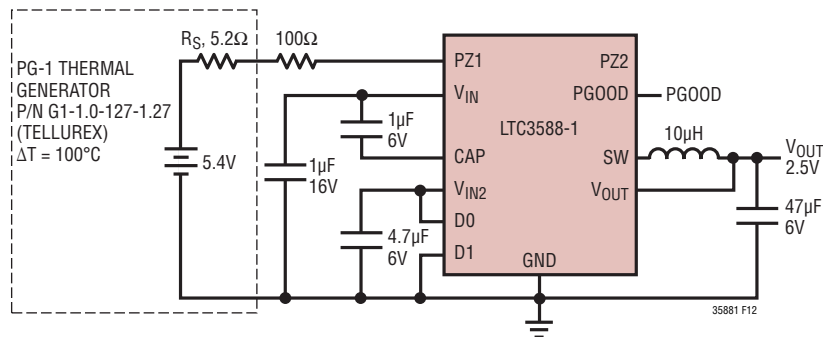 PG-1 THERMAL
GENERATOR
P/N G1-1.0-127-1.27
(TELLUREX)
ΔT = 100°C
RS, 5.2Ω
100Ω
5.4V
1µF
16V
1µF
6V
4.7µF
6V
PZ1
VIN
CAP
VIN2
D0
D1
PZ2
PGOOD
LTC3588-1
SW
VOUT
GND
PGOOD
10µH
VOUT
2.5V
47µF
6V
35881 F12